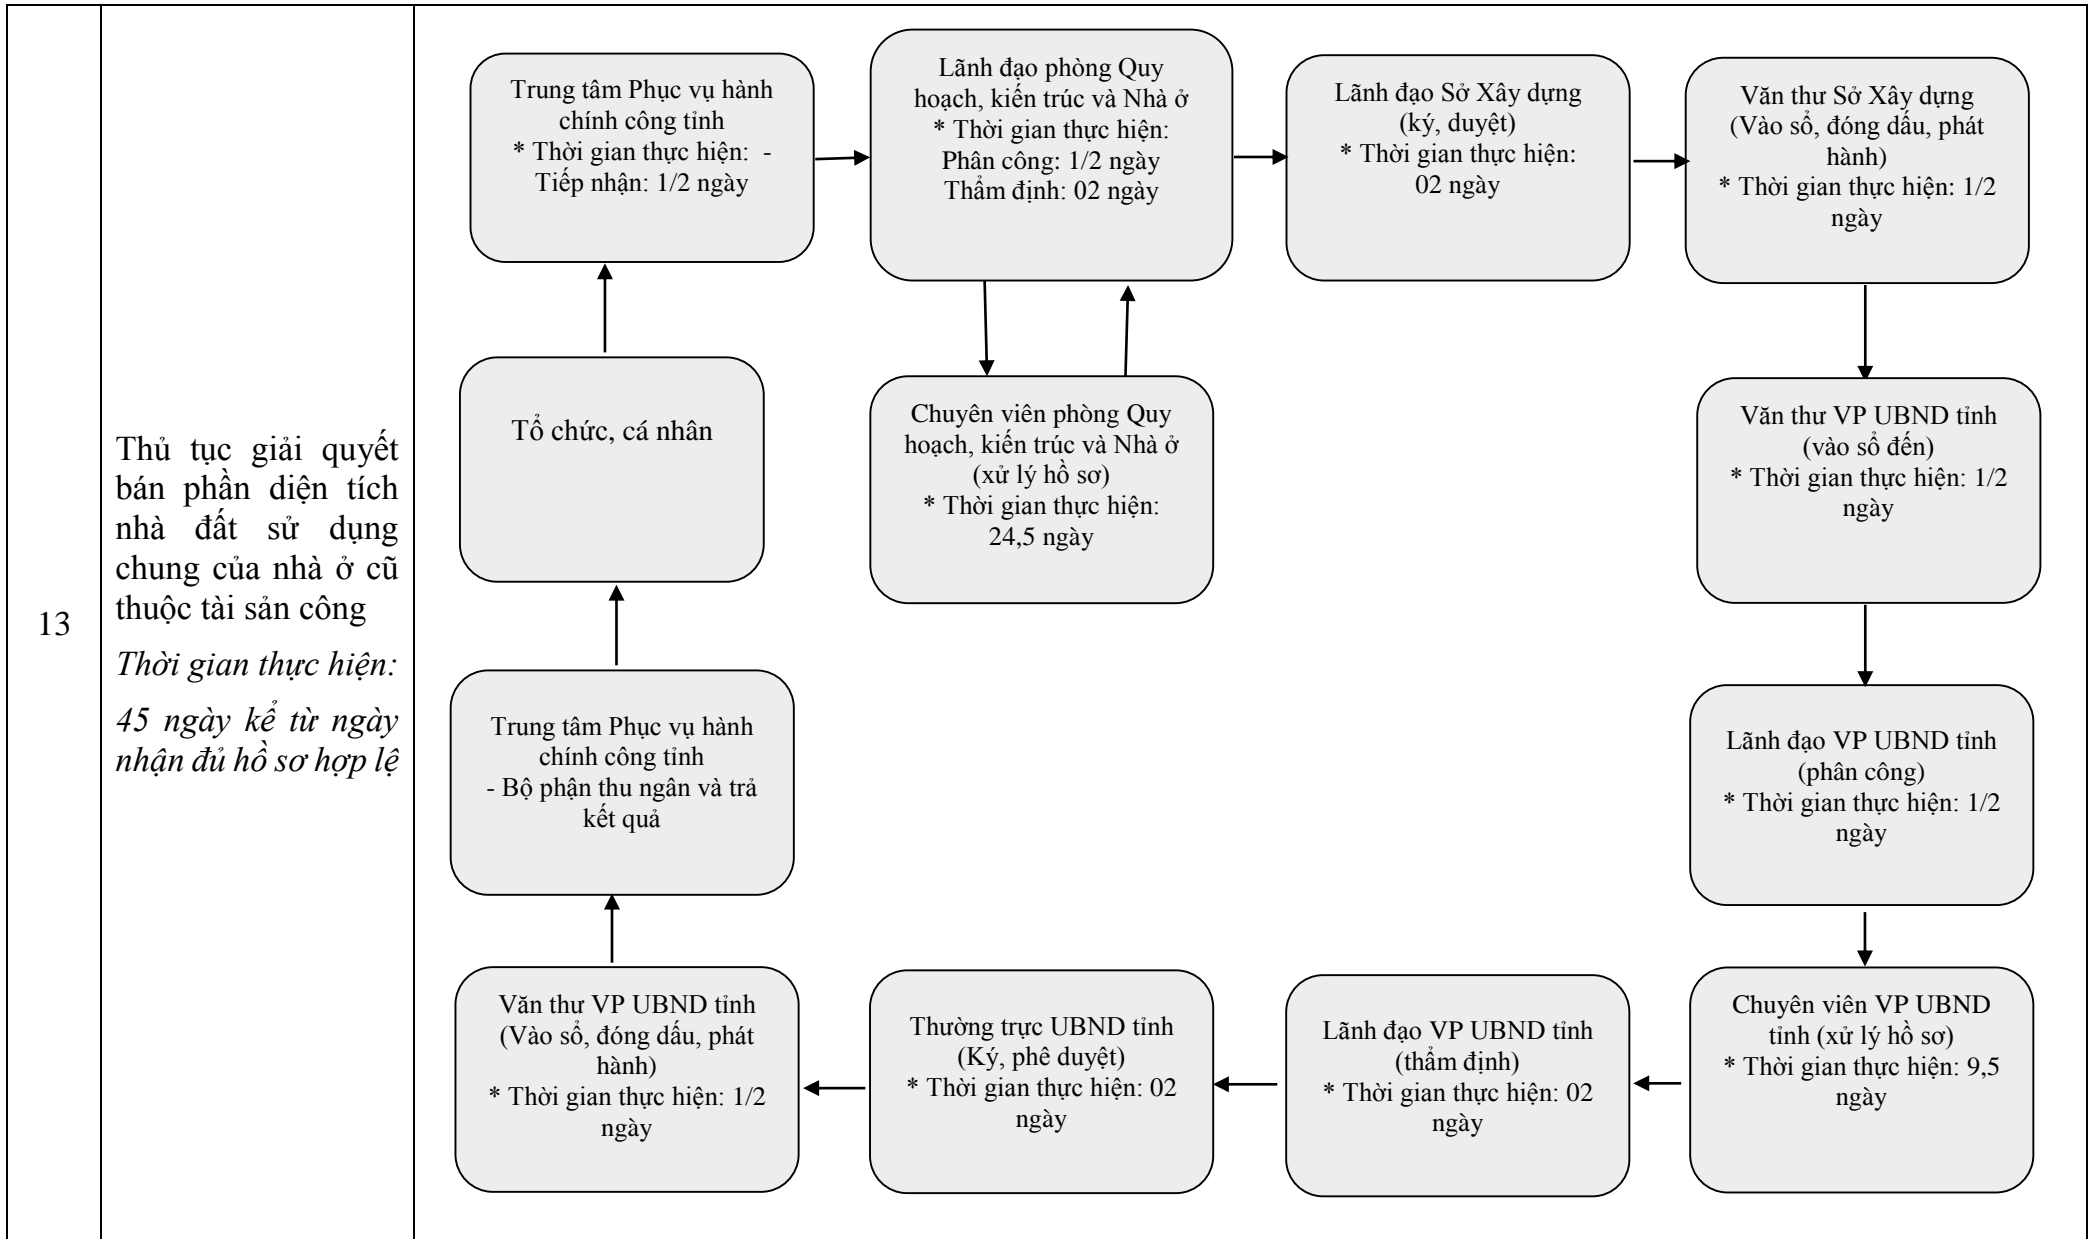 13
Thủ tục giải quyết
bán phần diện tích
nhà đất sử dụng
chung của nhà ở cũ
thuộc tài sản công
Thời gian thực hiện:
45 ngày kể từ ngày
nhận đủ hồ sơ hợp lệ
Trung tâm Phục vụ hành
chính công tỉnh
* Thời gian thực hiện: -
Tiếp nhận: 1/2 ngày
Lãnh đạo phòng Quy
hoạch, kiến trúc và Nhà ở
* Thời gian thực hiện:
Phân công: 1/2 ngày
Thẩm định: 02 ngày
Lãnh đạo Sở Xây dựng
(ký, duyệt)
* Thời gian thực hiện:
02 ngày
Văn thư Sở Xây dựng
(Vào sổ, đóng dấu, phát
hành)
* Thời gian thực hiện: 1/2
ngày
Tổ chức, cá nhân
Chuyên viên phòng Quy
hoạch, kiến trúc và Nhà ở
(xử lý hồ sơ)
* Thời gian thực hiện:
24,5 ngày
Văn thư VP UBND tỉnh
(vào sổ đến)
* Thời gian thực hiện: 1/2
ngày
Trung tâm Phục vụ hành
chính công tỉnh
- Bộ phận thu ngân và trả
kết quả
Lãnh đạo VP UBND tỉnh
(phân công)
* Thời gian thực hiện: 1/2
ngày
Văn thư VP UBND tỉnh
(Vào sổ, đóng dấu, phát
hành)
* Thời gian thực hiện: 1/2
ngày
Thường trực UBND tỉnh
(Ký, phê duyệt)
* Thời gian thực hiện: 02
ngày
Lãnh đạo VP UBND tỉnh
(thẩm định)
* Thời gian thực hiện: 02
ngày
Chuyên viên VP UBND
tỉnh (xử lý hồ sơ)
* Thời gian thực hiện: 9,5
ngày